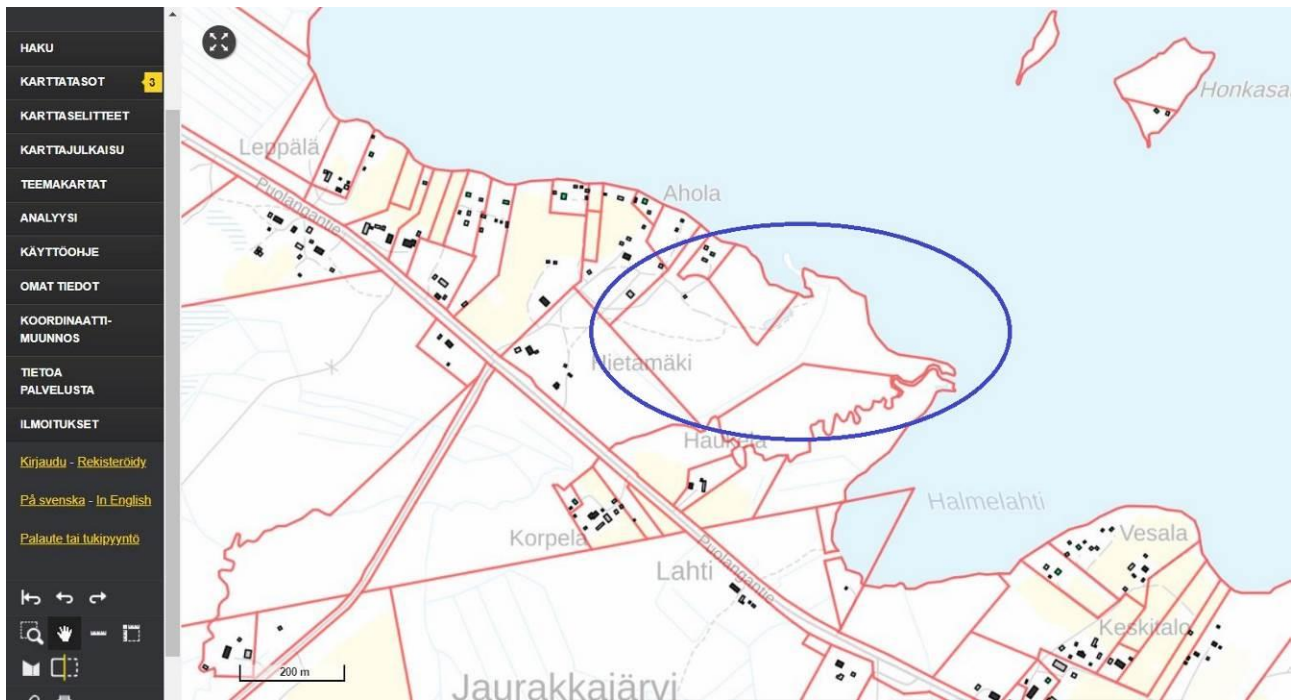 HAKU
KARTTATASOT 3
KARTTASELITTEET
KARTTAJULKAISU
TEEMAKARTAT
ANALYYSI
KÄYTTÖOHJE
OMAT TIEDOT
KOORDINAATTI-
MUUNNOS
TIETOA
PALVELUSTA
ILMOITUKSET
Kirjaudu - Rekisteröidy
På svenska - In English
Palaute tai tukipyyntö
Leppälä
Puolangantie
Ahola
Honkasa
Hietamäki
Haukela
Halmelahti
Korpela
Lahti
Puolangantie
Vesala
Keskitalo
200 m
Jaurakkajärvi